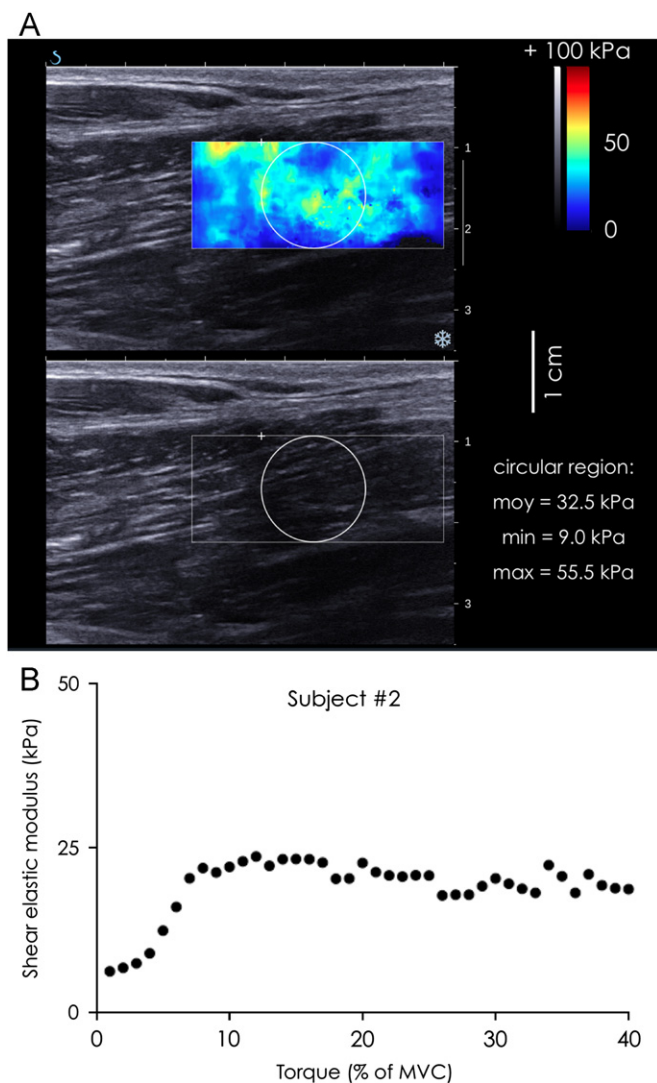 A
+ 100 kPa
50
0
1
2
3
1 cm
1
3
circular region:
moy = 32.5 kPa
min = 9.0 kPa
max = 55.5 kPa
B
Subject #2
Shear elastic modulus (kPa)
50
25
0
0
10
20
30
40
Torque (% of MVC)